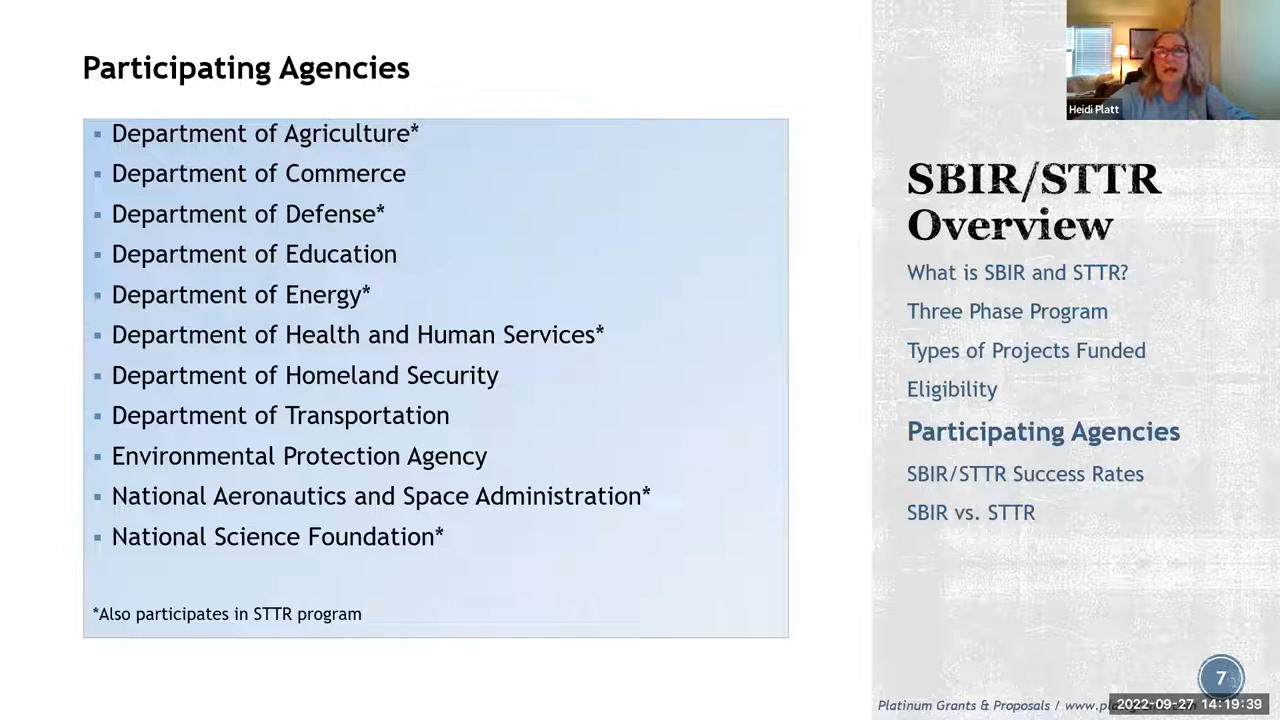 Participating Agencies
Department of Agriculture*
Department of Commerce
Department of Defense*
Department of Education
Department of Energy*
Department of Health and Human Services*
Department of Homeland Security
Department of Transportation
Environmental Protection Agency
National Aeronautics and Space Administration*
National Science Foundation*
*Also participates in STTR program
Heidi Platt
SBIR/STTR
Overview
What is SBIR and STTR?
Three Phase Program
Types of Projects Funded
Eligibility
Participating Agencies
SBIR/STTR Success Rates
SBIR vs. STTR
7
Platinum Grants & Proposals / 
2022-09-27 14:19:39